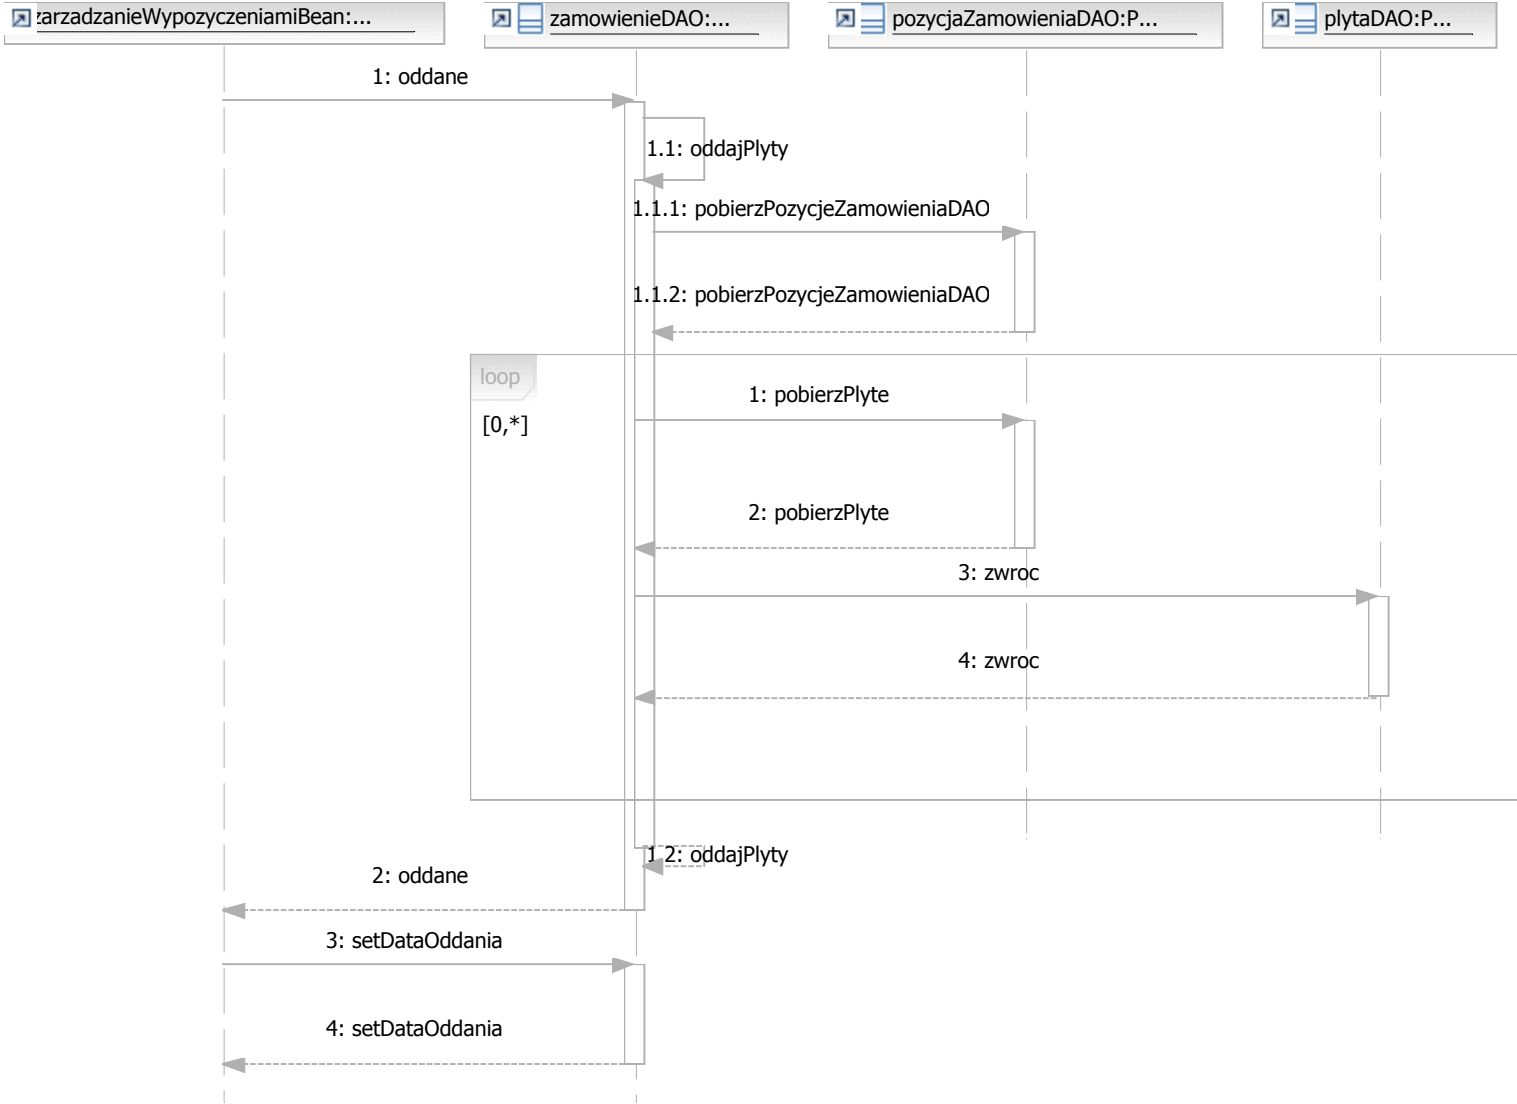 zarzadzanieWypozyczeniamiBean:...
zamowienieDAO:...
pozycjaZamowieniaDAO:P...
plytaDAO:P...
1: oddane
1.1: oddajPlyty
1.1.1: pobierzPozycjeZamowieniaDAO
1.1.2: pobierzPozycjeZamowieniaDAO
loop
1: pobierzPlyte
[0,*]
2: pobierzPlyte
3: zwroc
4: zwroc
1.2: oddajPlyty
2: oddane
3: setDataOddania
4: setDataOddania